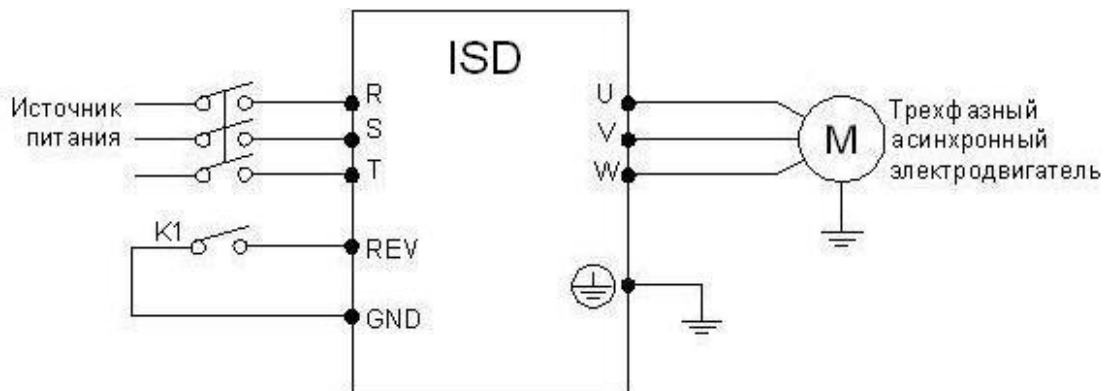 ISD
Источник
питания
R
S
T
K1
REV
GND
U
V
W
M
Трехфазный
асинхронный
электродвигатель